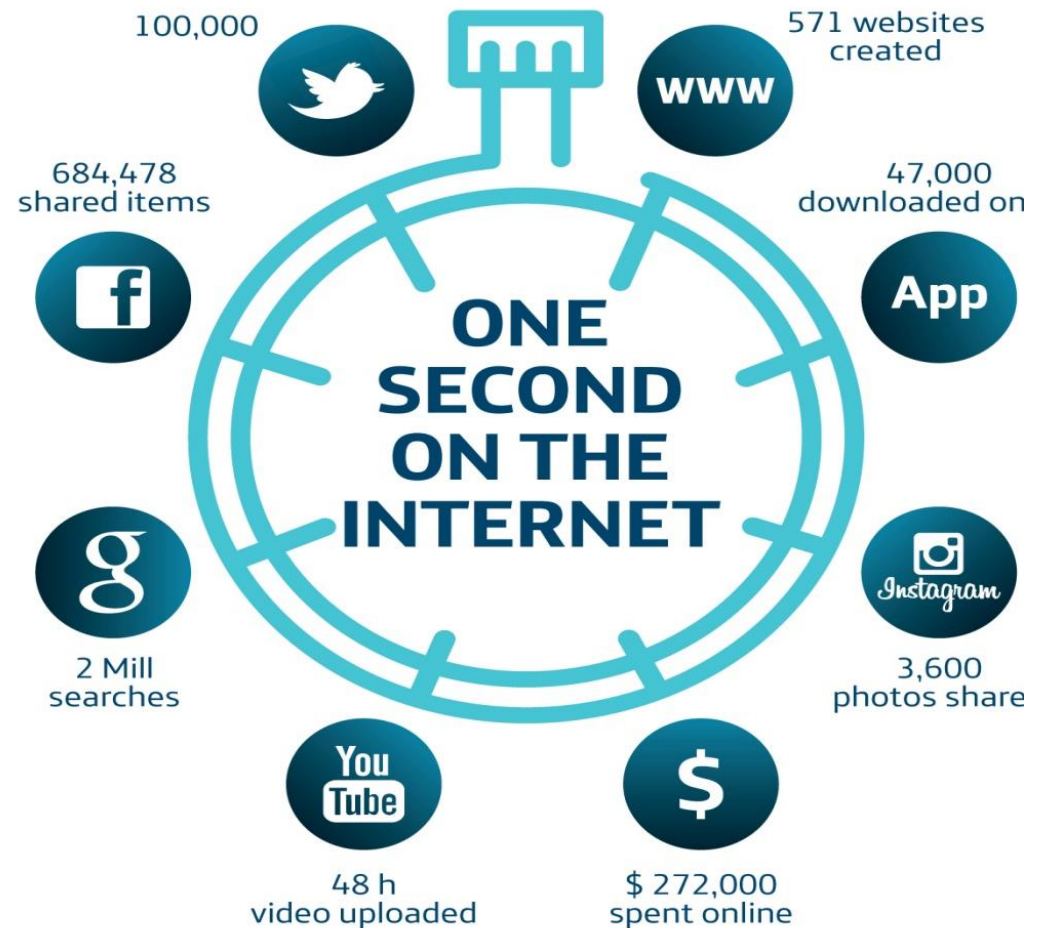 100,000
571 websites
created
www
684,478
shared items
f
47,000
downloaded on
App
ONE
SECOND
ON THE
INTERNET
g
2 Mill
searches
Instagram
3,600
photos share
You
Tube
48 h
video uploaded
$
$ 272,000
spent online